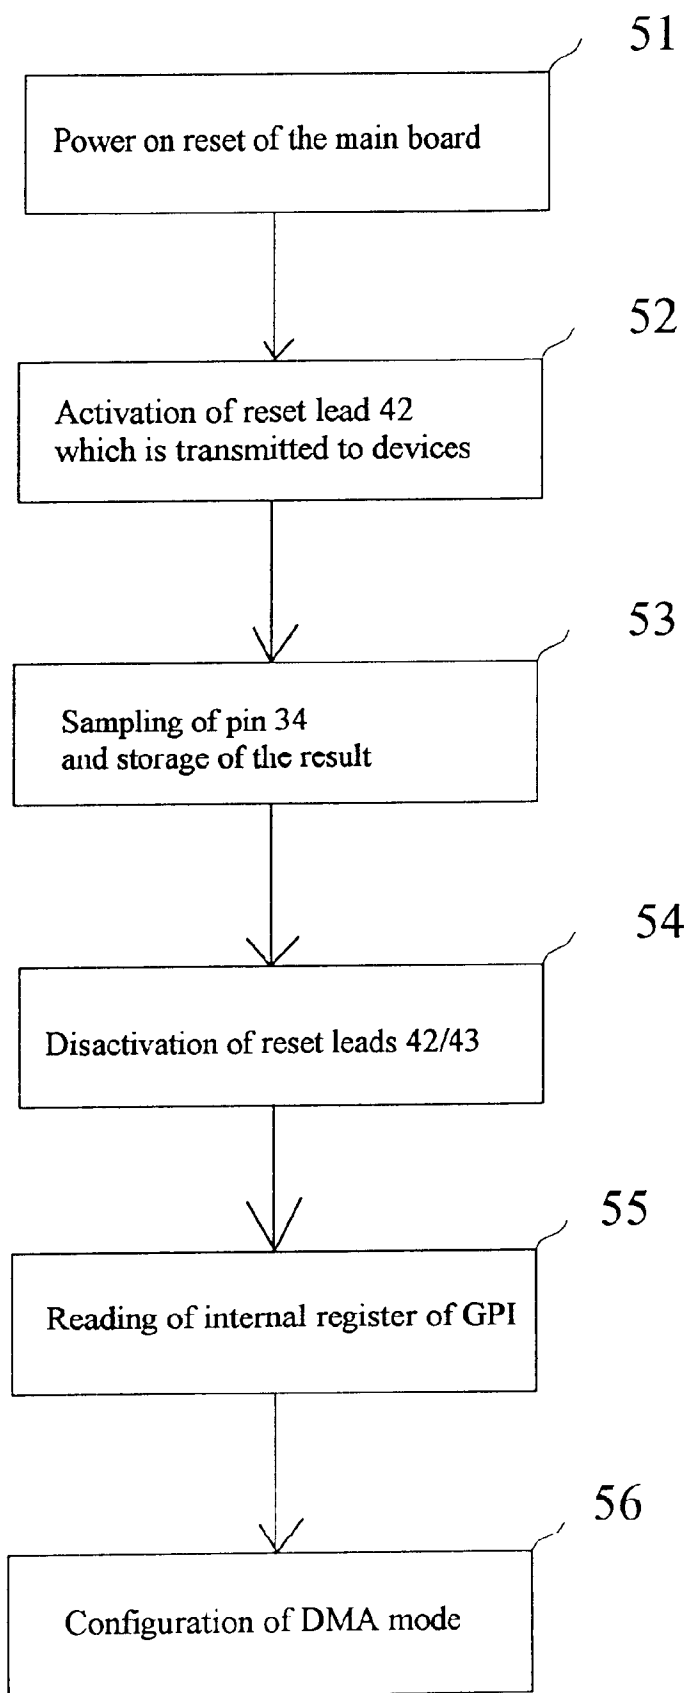 51
Power on reset of the main board
52
Activation of reset lead 42
which is transmitted to devices
53
Sampling of pin 34
and storage of the result
54
Disactivation of reset leads 42/43
55
Reading of internal register of GPI
56
Configuration of DMA mode